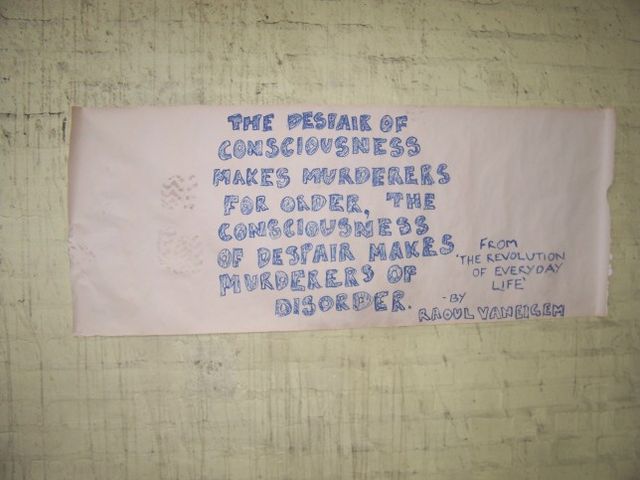 THE DESPAIR OF
CONSCIOUSNESS
MAKES MURDERERS
FOR ORDER, THE
CONSCIOUSNESS
OF DESPAIR MAKES
MURDERERS OF
DISORDER.
FROM
'THE REVOLUTION
OF EVERYDAY
LIFE'
-BY
RAOUL VANEIGEM